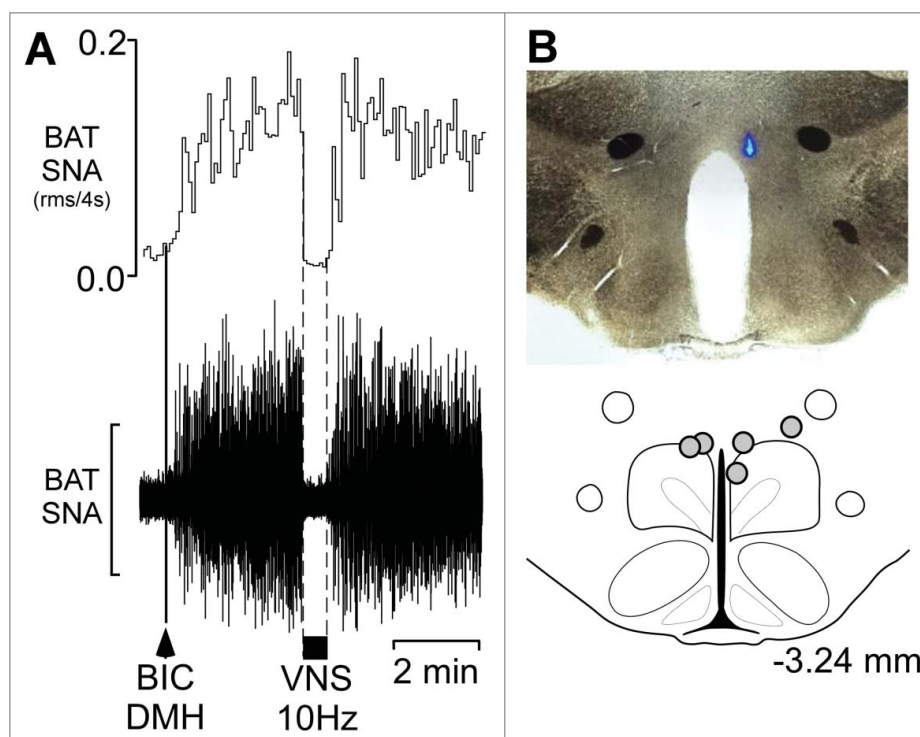 A
0.2
BAT
SNA
(rms/4s)
0.0
BAT
SNA
BIC
DMH
VNS
10Hz
2 min
B
-3.24 mm